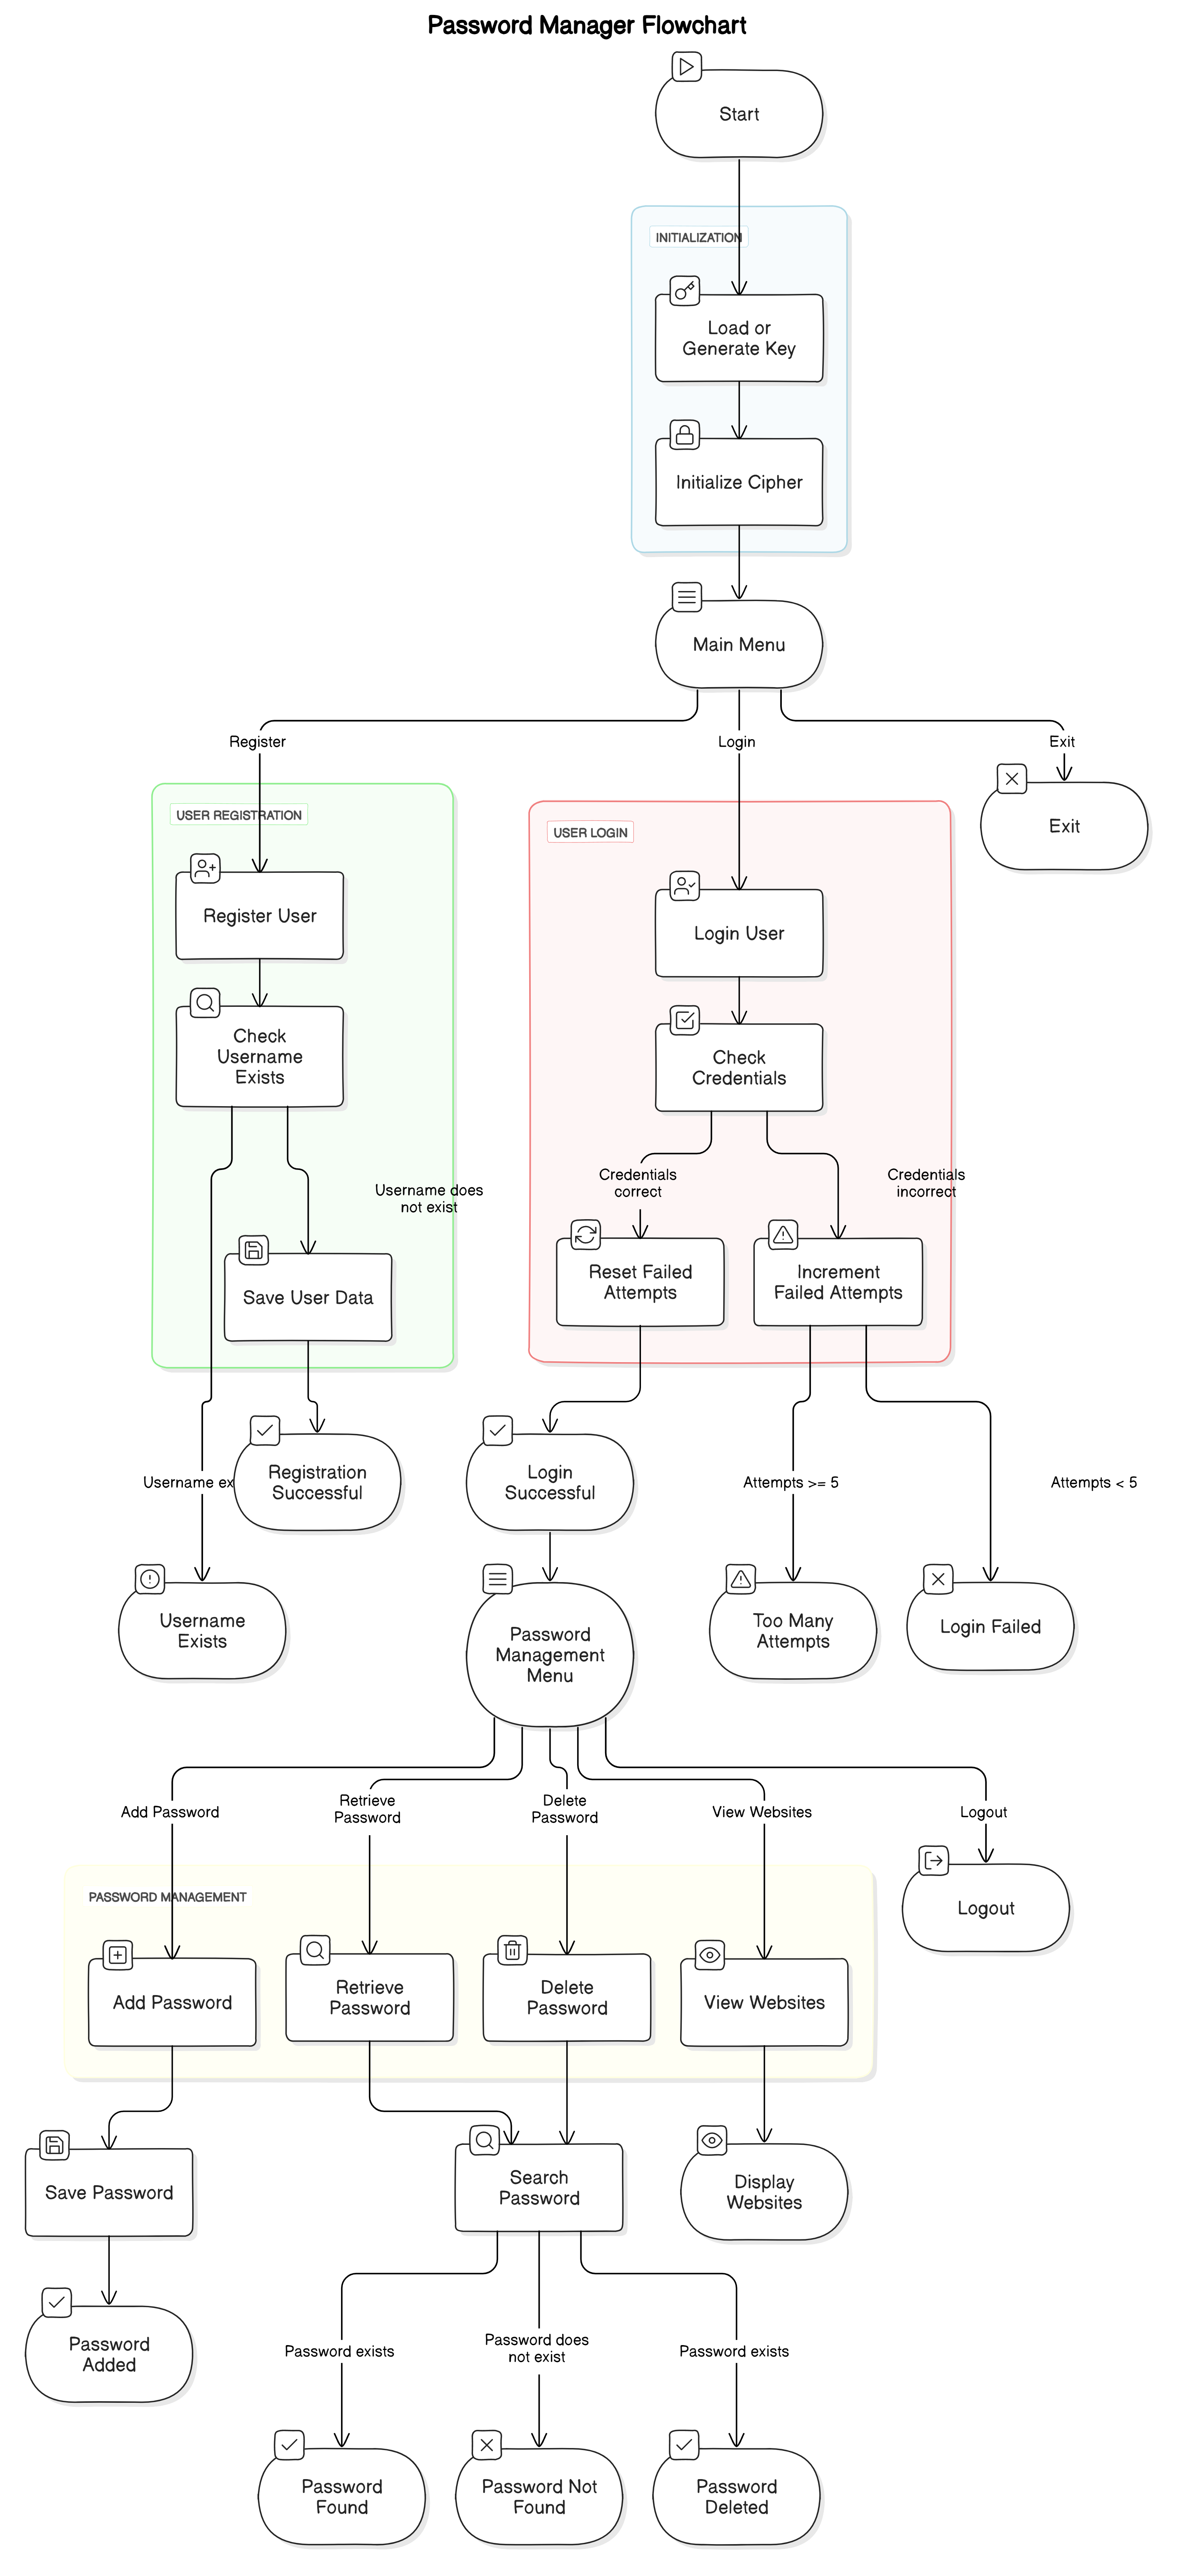 Password Manager Flowchart
Start
INITIALIZATION
Load or
Generate Key
Initialize Cipher
Main Menu
Register
Login
Exit
Exit
USER REGISTRATION
USER LOGIN
Register User
Login User
Check
Username
Exists
Check
Credentials
Username does
not exist
Credentials
correct
Credentials
incorrect
Save User Data
Reset Failed
Attempts
Increment
Failed Attempts
Username ex
Registration
Successful
Login
Successful
Attempts >= 5
Attempts < 5
Username
Exists
Password
Management
Menu
Too Many
Attempts
Login Failed
Add Password
Retrieve
Password
Delete
Password
View Websites
Logout
Logout
PASSWORD MANAGEMENT
Add Password
Retrieve
Password
Delete
Password
View Websites
Save Password
Search
Password
Display
Websites
Password
Added
Password exists
Password does
not exist
Password exists
Password
Found
Password Not
Found
Password
Deleted